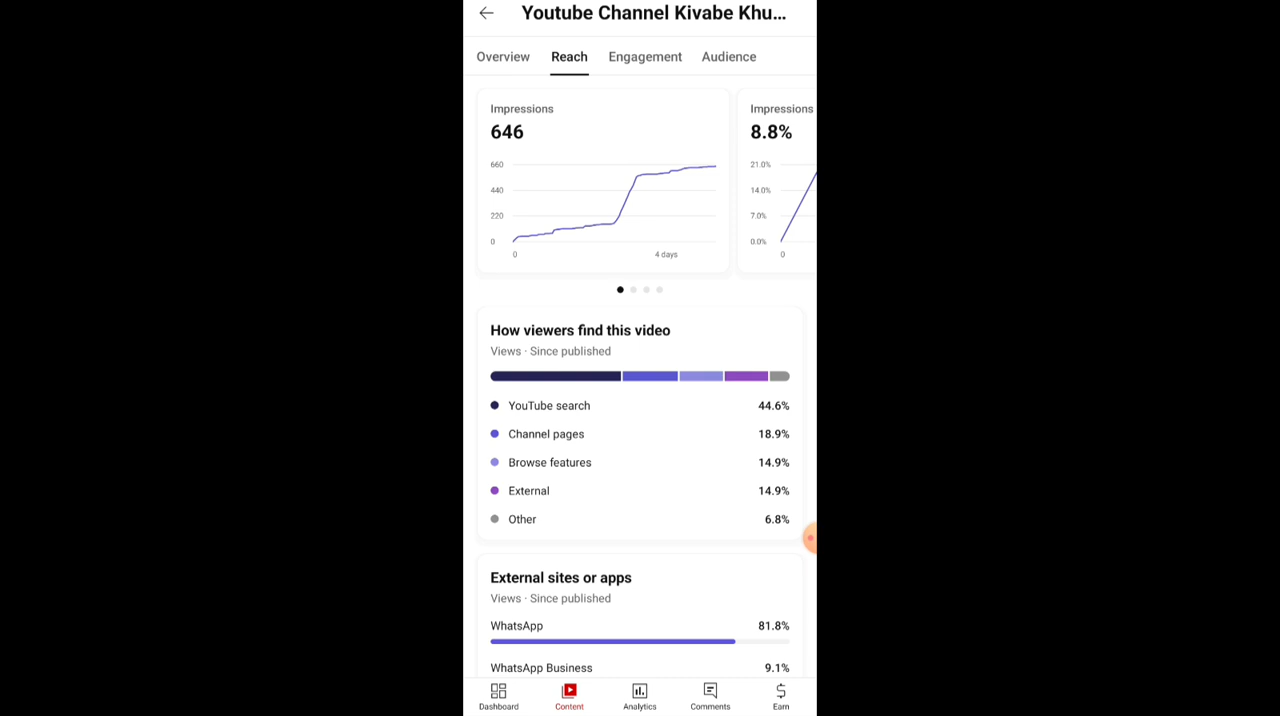 Youtube Channel Kivabe Khu...
Overview Reach Engagement Audience
Impressions
646
660
440
220
0
0 4 days
Impressions
8.8%
21.0%
14.0%
7.0%
0.0%
0
How viewers find this video
Views · Since published
YouTube search 44.6%
Channel pages 18.9%
Browse features 14.9%
External 14.9%
Other 6.8%
External sites or apps
Views · Since published
WhatsApp 81.8%
WhatsApp Business 9.1%
Dashboard Content Analytics Comments Earn